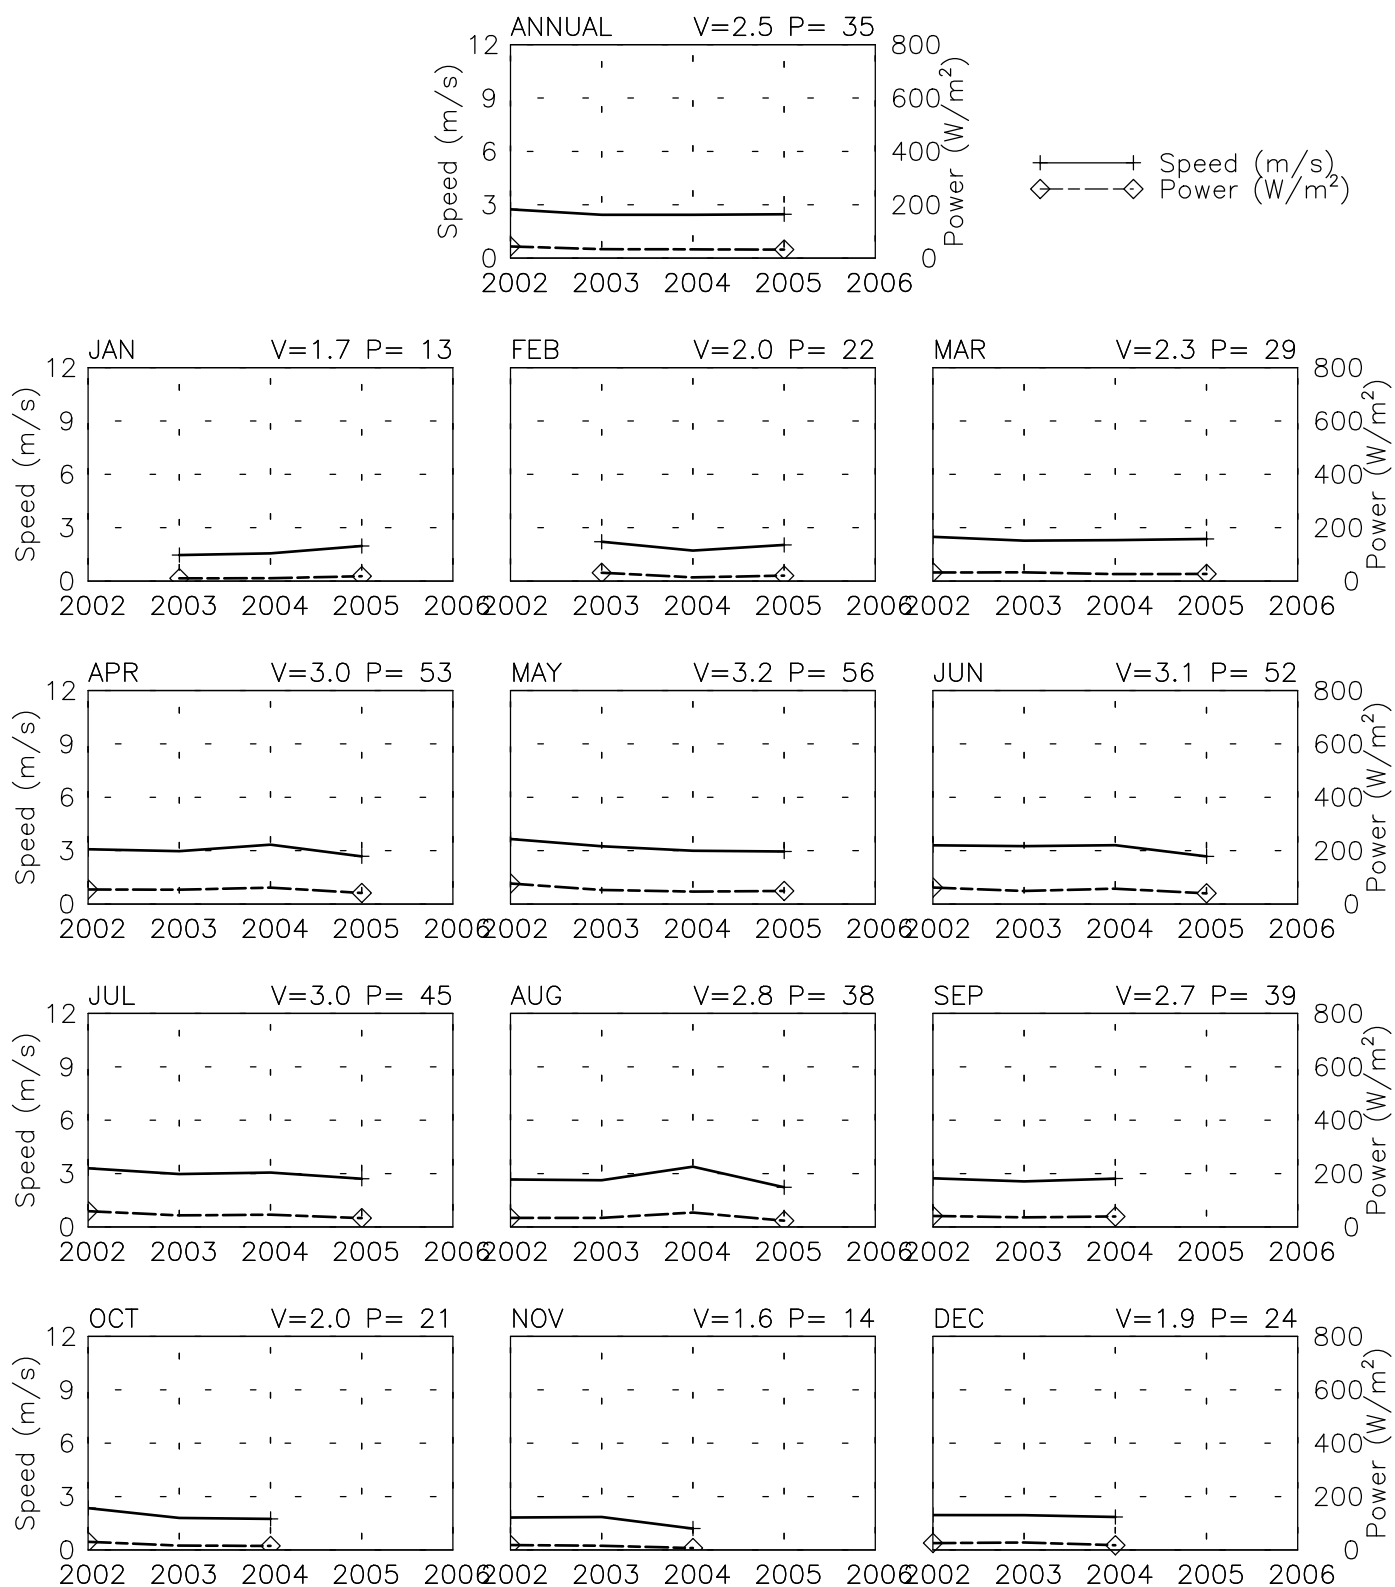 ANNUAL V=2.5 P= 35
12 800
9 600
6 400
3 200
0 0
Speed (m/s)
Power (W/m²)
2002 2003 2004 2005 2006
Speed (m/s)
Power (W/m²)
JAN V=1.7 P= 13 FEB V=2.0 P= 22 MAR V=2.3 P= 29
12 800
9 600
6 400
3 200
0 0
Speed (m/s)
Power (W/m²)
2002 2003 2004 2005 2006 2002 2003 2004 2005 2006 2002 2003 2004 2005 2006
APR V=3.0 P= 53 MAY V=3.2 P= 56 JUN V=3.1 P= 52
12 800
9 600
6 400
3 200
0 0
Speed (m/s)
Power (W/m²)
2002 2003 2004 2005 2006 2002 2003 2004 2005 2006 2002 2003 2004 2005 2006
JUL V=3.0 P= 45 AUG V=2.8 P= 38 SEP V=2.7 P= 39
12 800
9 600
6 400
3 200
0 0
Speed (m/s)
Power (W/m²)
2002 2003 2004 2005 2006 2002 2003 2004 2005 2006 2002 2003 2004 2005 2006
OCT V=2.0 P= 21 NOV V=1.6 P= 14 DEC V=1.9 P= 24
12 800
9 600
6 400
3 200
0 0
Speed (m/s)
Power (W/m²)
2002 2003 2004 2005 2006 2002 2003 2004 2005 2006 2002 2003 2004 2005 2006